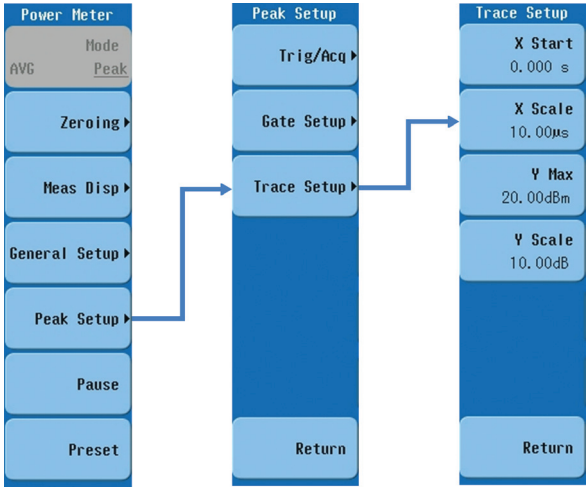 Power Meter
Mode
AVG Peak
Zeroing
Meas Disp
General Setup
Peak Setup
Pause
Preset
Peak Setup
Trig/Acq
Gate Setup
Trace Setup
Return
Trace Setup
X Start
0.000 s
X Scale
10.00μs
Y Max
20.00dBm
Y Scale
10.00dB
Return